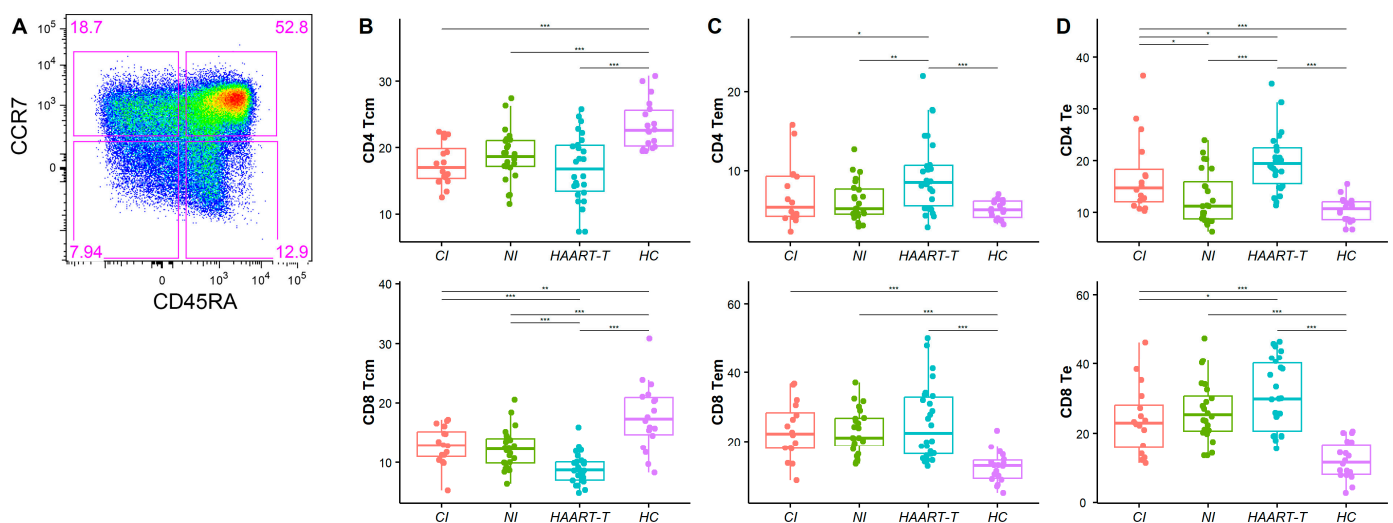 A
18.7
52.8
10⁵
10⁴
10³
0
CCR7
7.94
12.9
0
10³
10⁴
10⁵
CD45RA
B
***
***
***
30
20
10
CD4 Tcm
CI
NI
HAART-T
HC
**
***
***
***
***
40
30
20
10
CD8 Tcm
CI
NI
HAART-T
HC
C
*
**
***
20
10
CD4 Tem
CI
NI
HAART-T
HC
***
***
***
60
40
20
CD8 Tem
CI
NI
HAART-T
HC
D
***
*
*
***
***
40
30
20
10
CD4 Te
CI
NI
HAART-T
HC
***
*
***
***
60
40
20
0
CD8 Te
CI
NI
HAART-T
HC